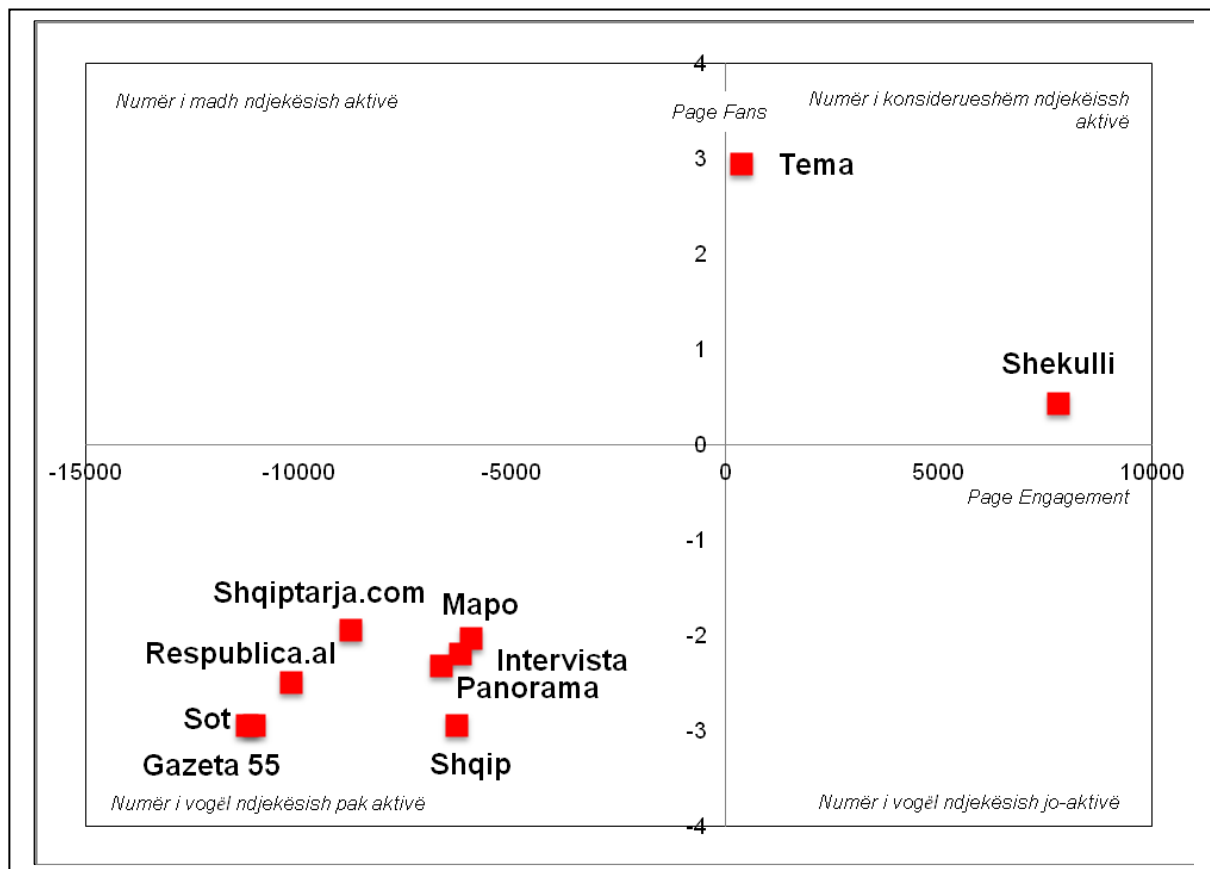 4
Numër i madh ndjekësish aktivë
Numër i konsiderueshëm ndjekëissh
aktivë
Page Fans
3
Tema
2
1
Shekulli
0
-15000 -10000 -5000 0 5000 10000
Page Engagement
-1
Shqiptarja.com
Mapo
-2
Respublica.al
Intervista
Panorama
Sot
-3
Gazeta 55
Shqip
Numër i vogël ndjekësish pak aktivë
Numër i vogël ndjekësish jo-aktivë
-4